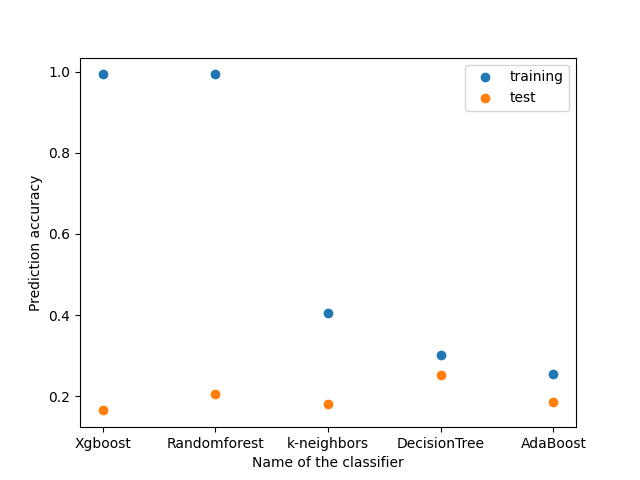 training
test
1.0
0.8
0.6
0.4
0.2
Prediction accuracy
Xgboost Randomforest k-neighbors DecisionTree AdaBoost
Name of the classifier